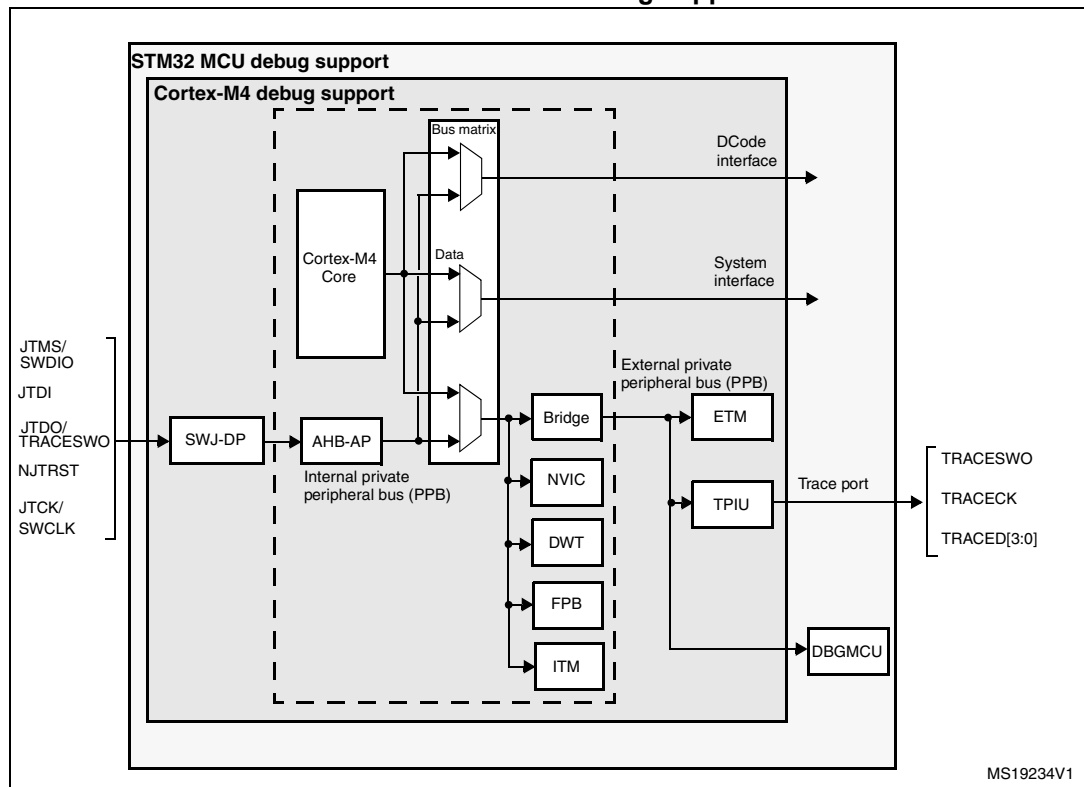 STM32 MCU debug support
Cortex-M4 debug support
Bus matrix
DCode
interface
Cortex-M4
Core
Data
System
interface
JTMS/
SWDIO
JTDI
JTDO/
TRACESWO
NJTRST
JTCK/
SWCLK
SWJ-DP
AHB-AP
Internal private
peripheral bus (PPB)
External private
peripheral bus (PPB)
Bridge
NVIC
DWT
FPB
ITM
ETM
TPIU
Trace port
TRACESWO
TRACECK
TRACED[3:0]
DBGMCU
MS19234V1